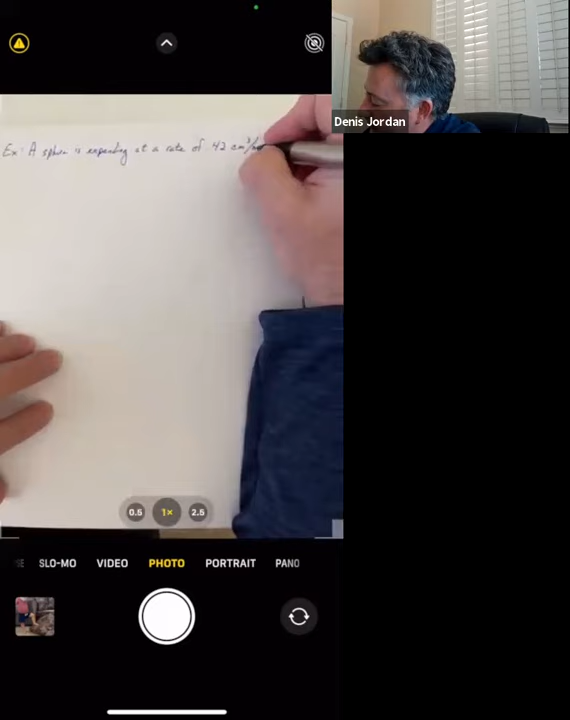 Denis Jordan
Ex: A sphere is expanding at a rate of 42 cm³/
0.5 1× 2.5
SLO-MO VIDEO PHOTO PORTRAIT PANO